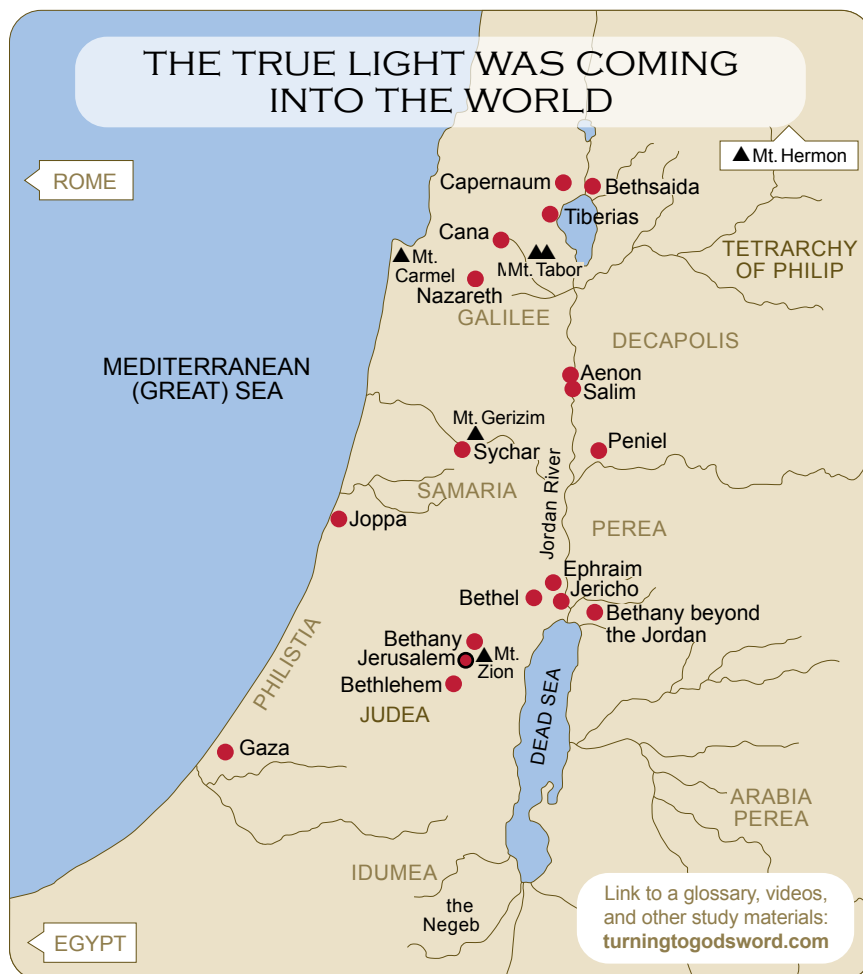 THE TRUE LIGHT WAS COMING
INTO THE WORLD
Mt. Hermon
ROME
Capernaum
Bethsaida
Tiberias
Cana
Mt.
Carmel
MMt. Tabor
TETRARCHY
OF PHILIP
Nazareth
GALILEE
DECAPOLIS
MEDITERRANEAN
(GREAT) SEA
Aenon
Salim
Mt. Gerizim
Sychar
Peniel
Jordan River
SAMARIA
Joppa
PEREA
Ephraim
Jericho
Bethel
Bethany beyond
the Jordan
PHILISTIA
Bethany
Jerusalem
Mt.
Zion
Bethlehem
JUDEA
DEAD SEA
Gaza
ARABIA
PEREA
IDUMEA
the
Negeb
Link to a glossary, videos,
and other study materials:
turningtogodsword.com
EGYPT